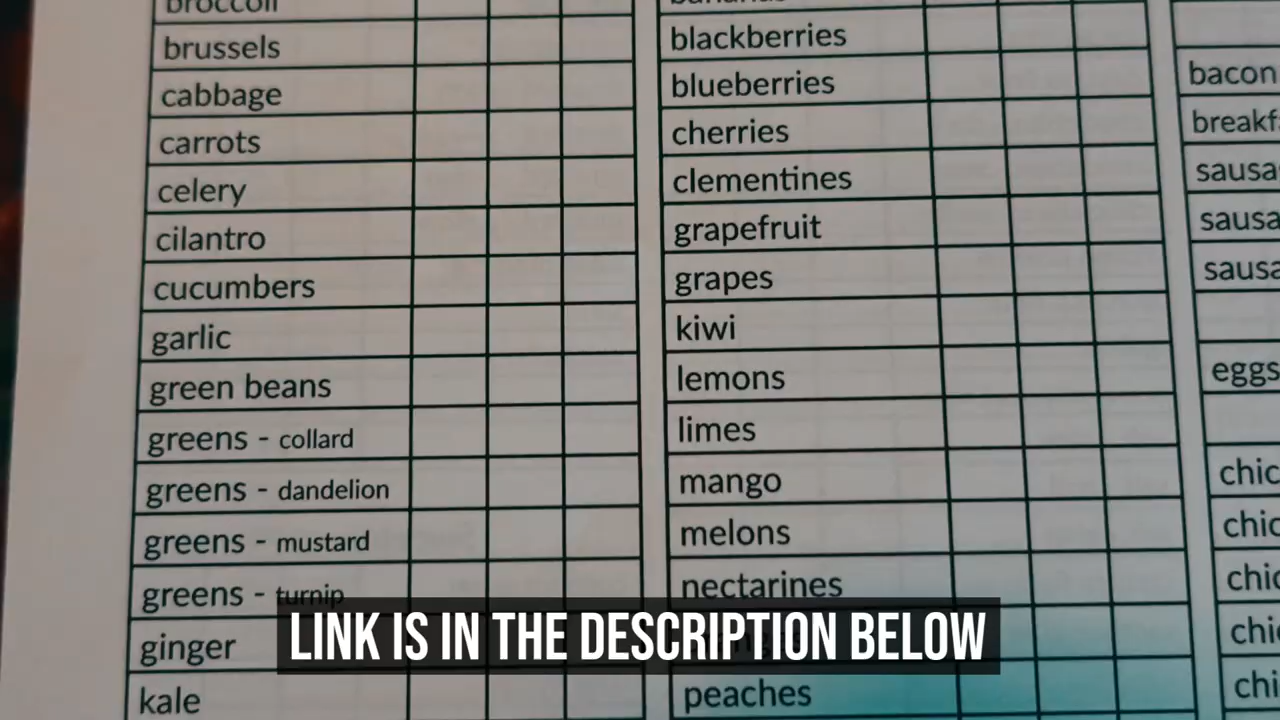 broccoli
brussels
cabbage
carrots
celery
cilantro
cucumbers
garlic
green beans
greens - collard
greens - dandelion
greens - mustard
greens - turnip
ginger
kale
bananas
blackberries
blueberries
cherries
clementines
grapefruit
grapes
kiwi
lemons
limes
mango
melons
nectarines
peaches
bacon
eggs
LINK IS IN THE DESCRIPTION BELOW